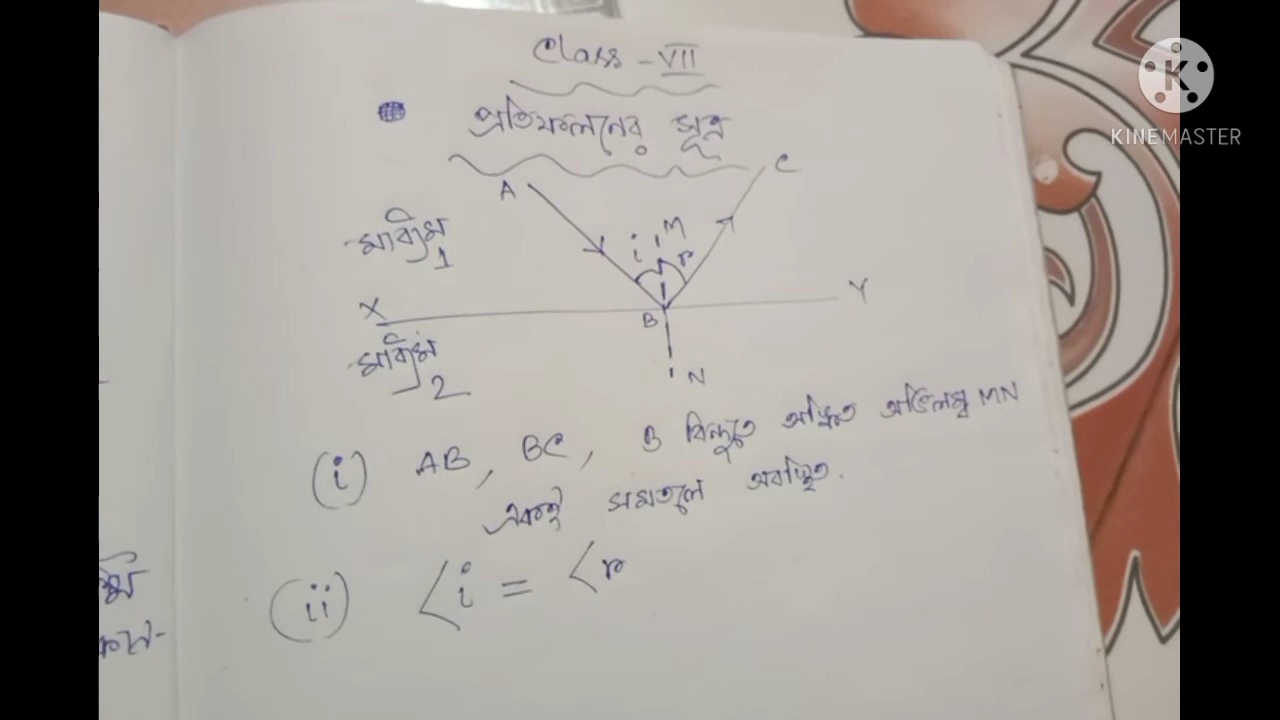 Class - VII
প্রতিফলনের সূত্র
A
C
মাধ্যম 1
i
M
r
X
Y
B
মাধ্যম 2
N
(i) AB, BC, B বিন্দুতে অঙ্কিত অভিলম্ব MN
একই সমতলে অবস্থিত.
(ii) <i = <r
K
KINEMASTER